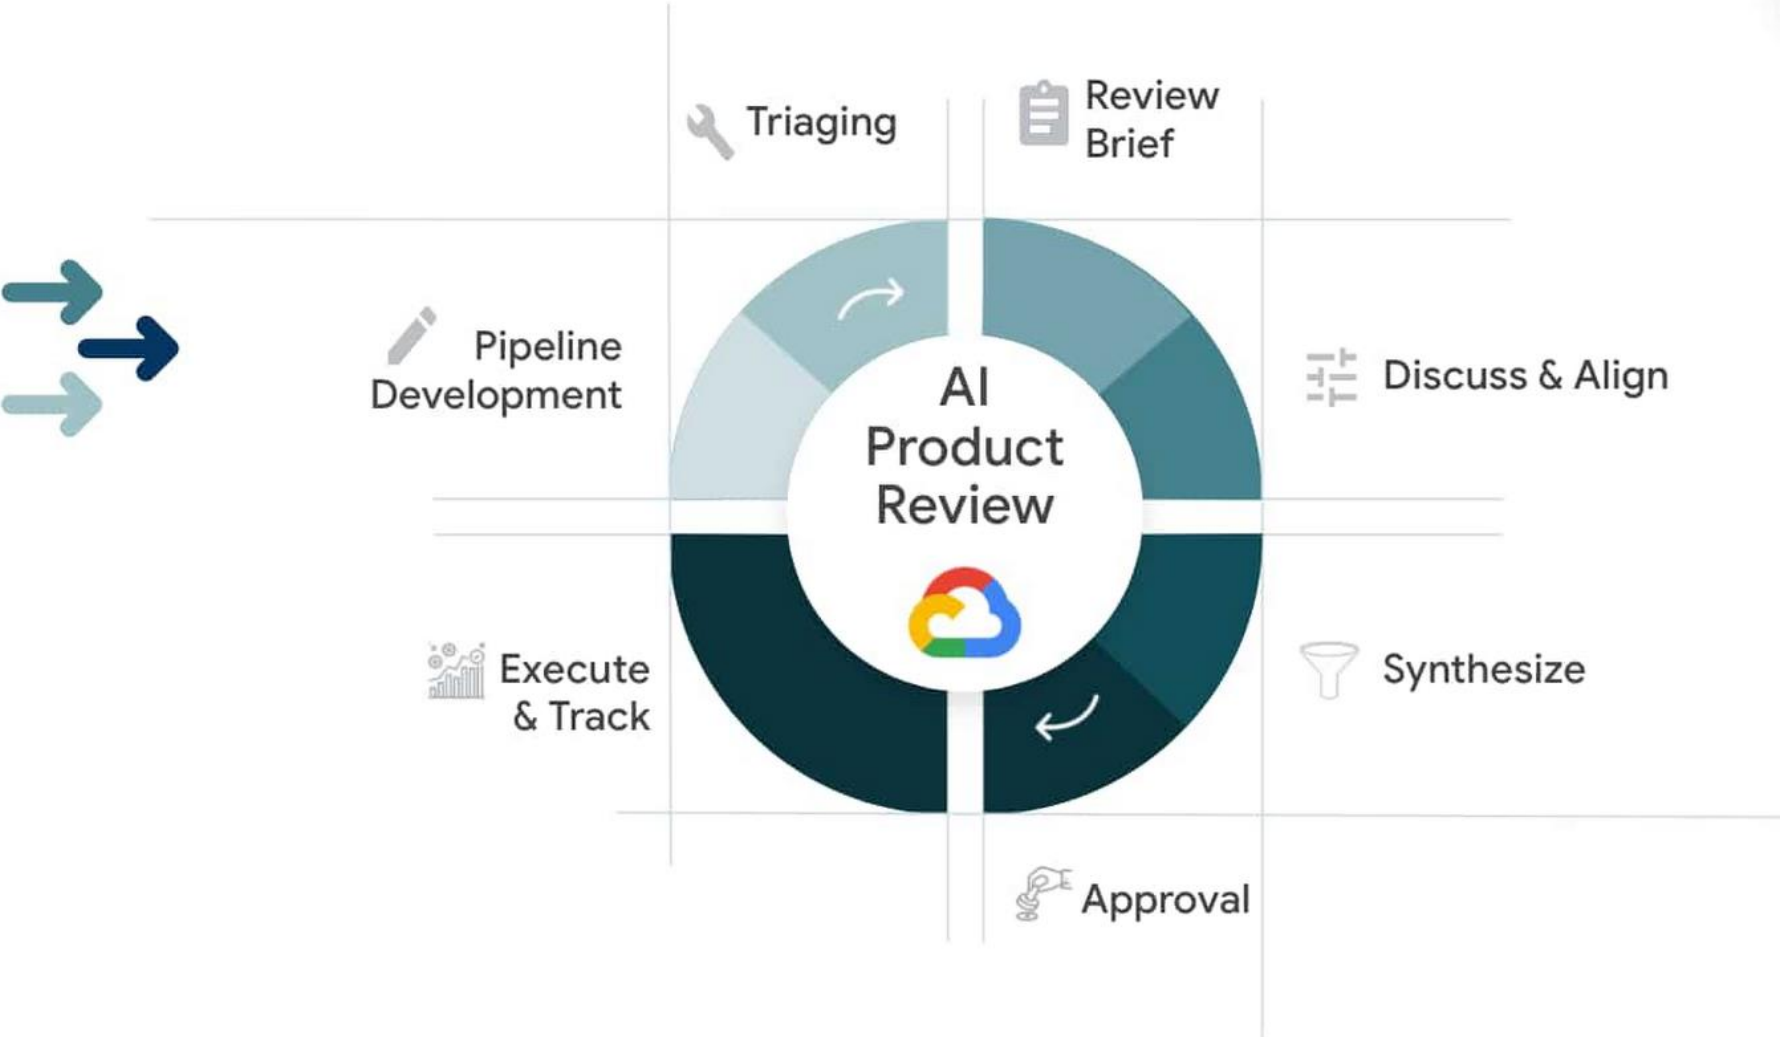 Triaging
Review
Brief
Pipeline
Development
AI
Product
Review
Discuss & Align
Execute
& Track
Synthesize
Approval